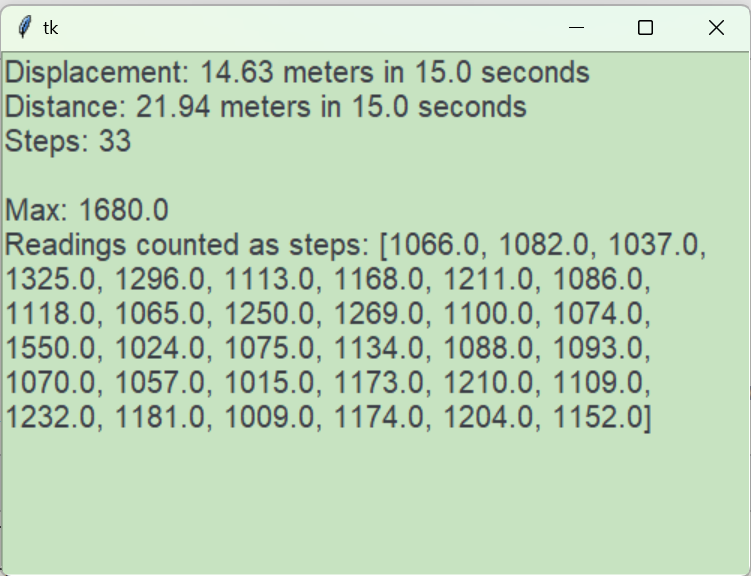 tk
Displacement: 14.63 meters in 15.0 seconds
Distance: 21.94 meters in 15.0 seconds
Steps: 33
Max: 1680.0
Readings counted as steps: [1066.0, 1082.0, 1037.0,
1325.0, 1296.0, 1113.0, 1168.0, 1211.0, 1086.0,
1118.0, 1065.0, 1250.0, 1269.0, 1100.0, 1074.0,
1550.0, 1024.0, 1075.0, 1134.0, 1088.0, 1093.0,
1070.0, 1057.0, 1015.0, 1173.0, 1210.0, 1109.0,
1232.0, 1181.0, 1009.0, 1174.0, 1204.0, 1152.0]